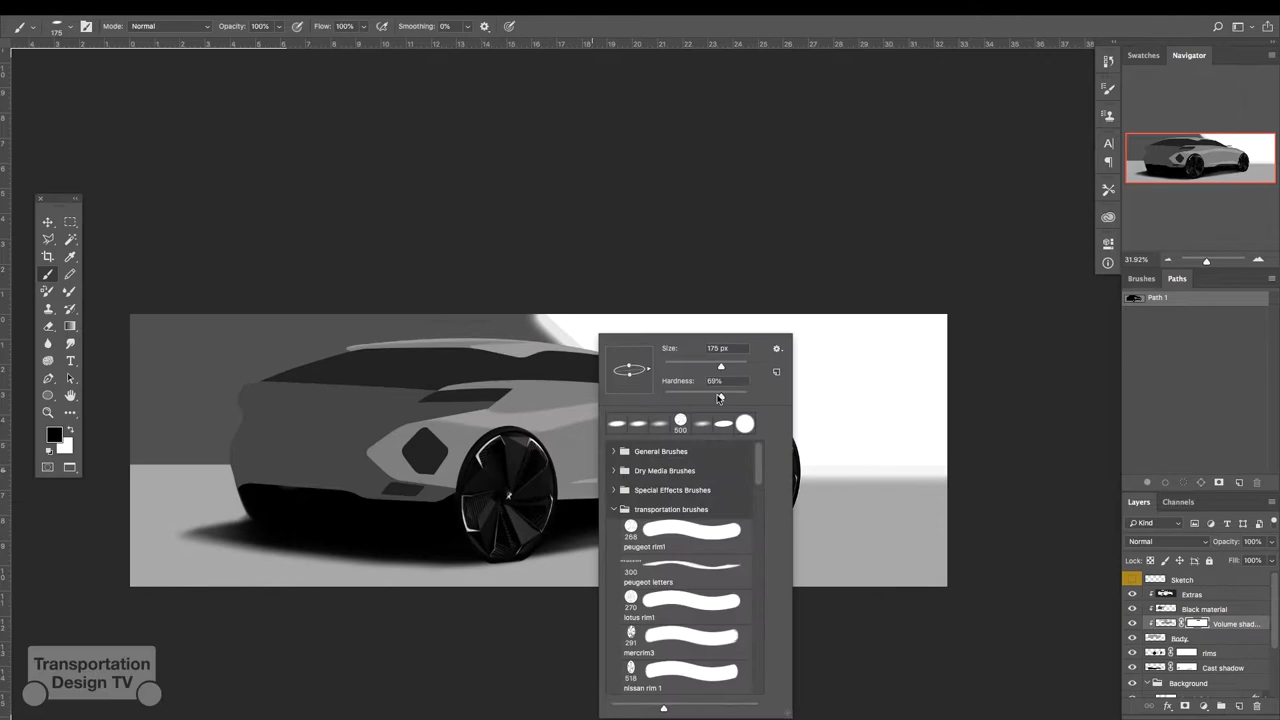 175 Mode: Normal Opacity: 100% Flow: 100% Smoothing: 0%
Swatches Navigator
31.92%
Brushes Paths
Path 1
Size: 175 px
Hardness: 69%
500
General Brushes
Dry Media Brushes
Special Effects Brushes
transportation brushes
268
peugeot rim1
300
peugeot letters
270
lotus rim1
291
mercrim3
518
nissan rim 1
Layers Channels
Kind
Normal Opacity: 100%
Lock: Fill: 100%
Sketch
Extras
Black material
Volume shad...
Body
rims
Cast shadow
Background
Transportation
Design TV